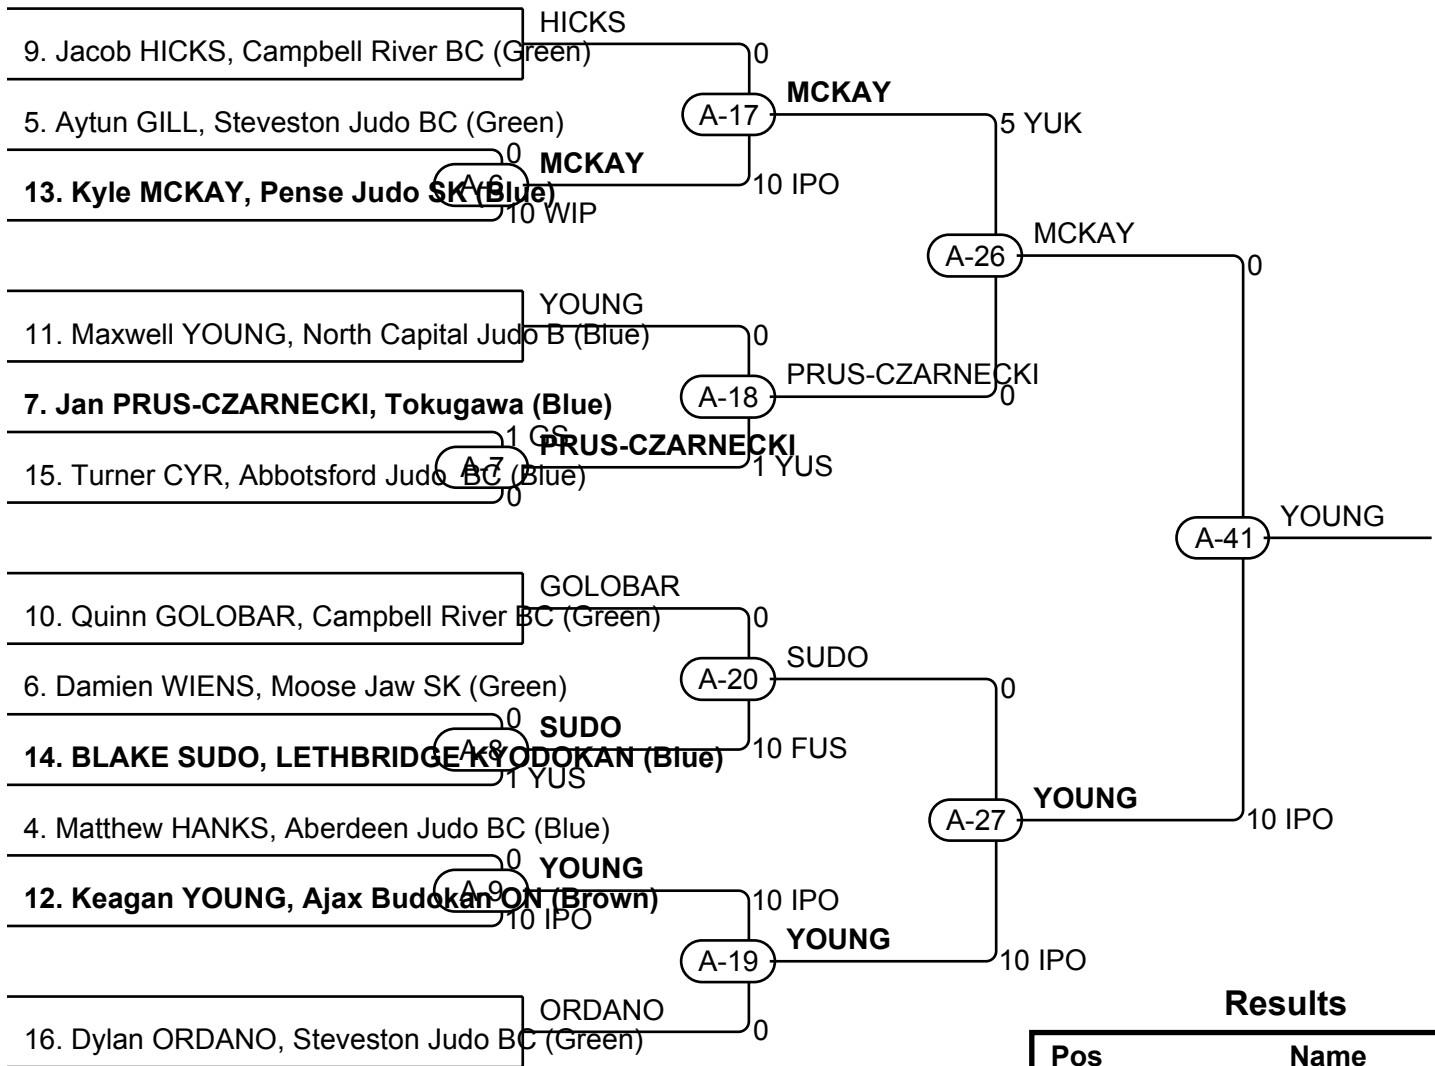 HICKS
9. Jacob HICKS, Campbell River BC (Green)
0
MCKAY
A-17
5 YUK
5. Aytun GILL, Steveston Judo BC (Green)
0
MCKAY
A-6
10 IPO
13. Kyle MCKAY, Pense Judo SK (Blue)
10 WIP
MCKAY
A-26
0
YOUNG
11. Maxwell YOUNG, North Capital Judo B (Blue)
0
PRUS-CZARNECKI
A-18
0
7. Jan PRUS-CZARNECKI, Tokugawa (Blue)
1 GS
PRUS-CZARNECKI
A-7
1 YUS
15. Turner CYR, Abbotsford Judo  BC (Blue)
0
YOUNG
A-41
GOLOBAR
10. Quinn GOLOBAR, Campbell River BC (Green)
0
SUDO
A-20
0
6. Damien WIENS, Moose Jaw SK (Green)
0
SUDO
A-8
10 FUS
14. BLAKE SUDO, LETHBRIDGE KYODOKAN (Blue)
1 YUS
YOUNG
A-27
10 IPO
4. Matthew HANKS, Aberdeen Judo BC (Blue)
0
YOUNG
A-9
10 IPO
12. Keagan YOUNG, Ajax Budokan ON (Brown)
10 IPO
YOUNG
A-19
10 IPO
ORDANO
0
16. Dylan ORDANO, Steveston Judo BC (Green)
Results
Pos Name